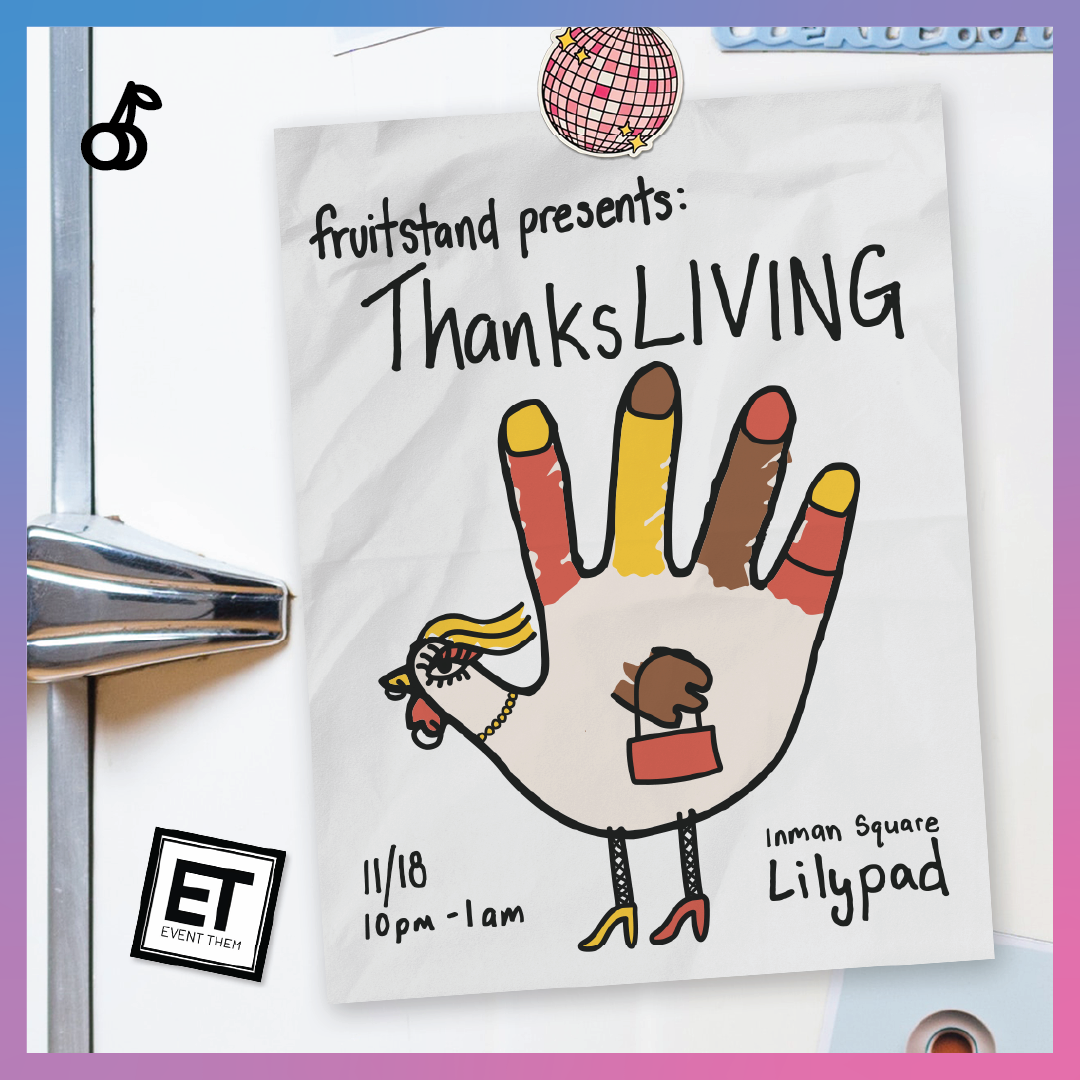 fruitstand presents:
ThanksLIVING
11/18
10pm - 1am
Inman Square
Lilypad
ET
EVENT THEM